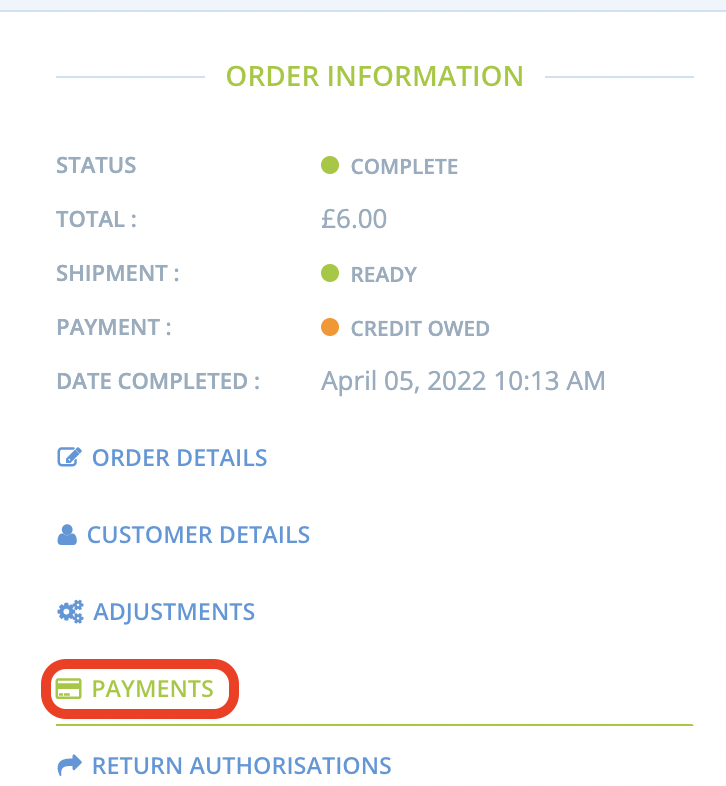 ORDER INFORMATION
STATUS COMPLETE
TOTAL : £6.00
SHIPMENT : READY
PAYMENT : CREDIT OWED
DATE COMPLETED : April 05, 2022 10:13 AM
ORDER DETAILS
CUSTOMER DETAILS
ADJUSTMENTS
PAYMENTS
RETURN AUTHORISATIONS